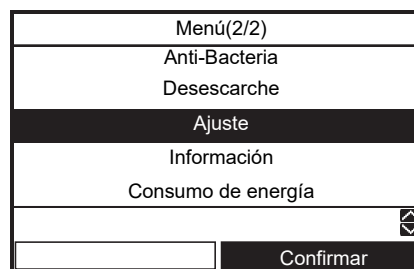 Menú(2/2)
Anti-Bacteria
Desescarche
Ajuste
Información
Consumo de energía
Confirmar